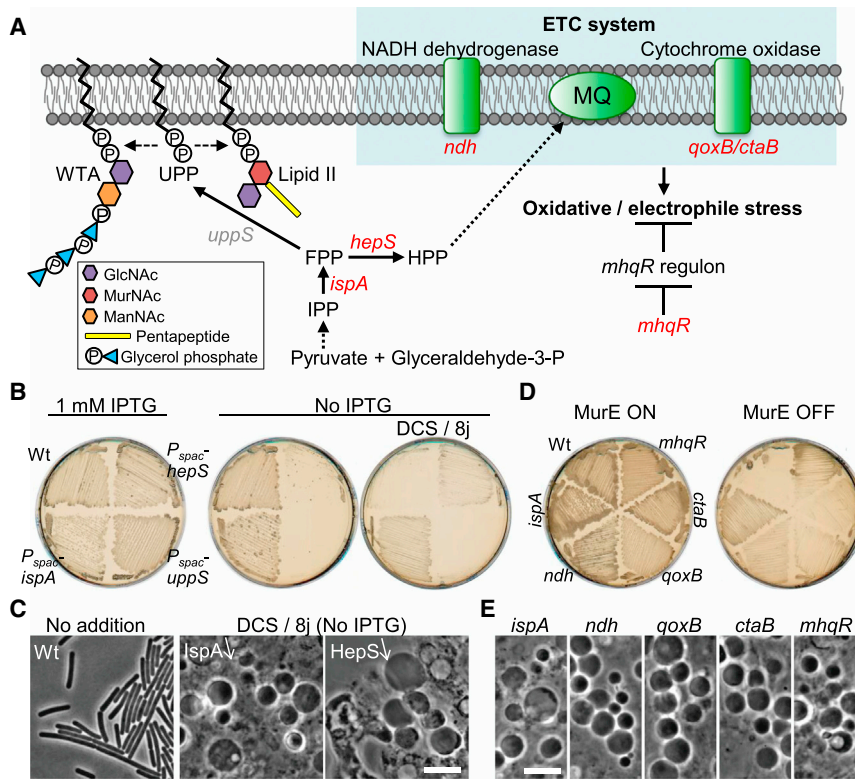 A
ETC system
NADH dehydrogenase
Cytochrome oxidase
MQ
ndh
qoxB/ctaB
P
P
P
P
P
P
WTA
UPP
Lipid II
P
P
P
Oxidative / electrophile stress
uppS
hepS
FPP
HPP
ispA
mhqR regulon
IPP
mhqR
Pyruvate + Glyceraldehyde-3-P
GlcNAc
MurNAc
ManNAc
Pentapeptide
P
Glycerol phosphate
B
1 mM IPTG
No IPTG
DCS / 8j
Wt
Pspac-
hepS
Pspac-
ispA
Pspac-
uppS
D
MurE ON
MurE OFF
Wt
mhqR
ispA
ctaB
ndh
qoxB
C
No addition
DCS / 8j (No IPTG)
Wt
IspA
HepS
E
ispA
ndh
qoxB
ctaB
mhqR